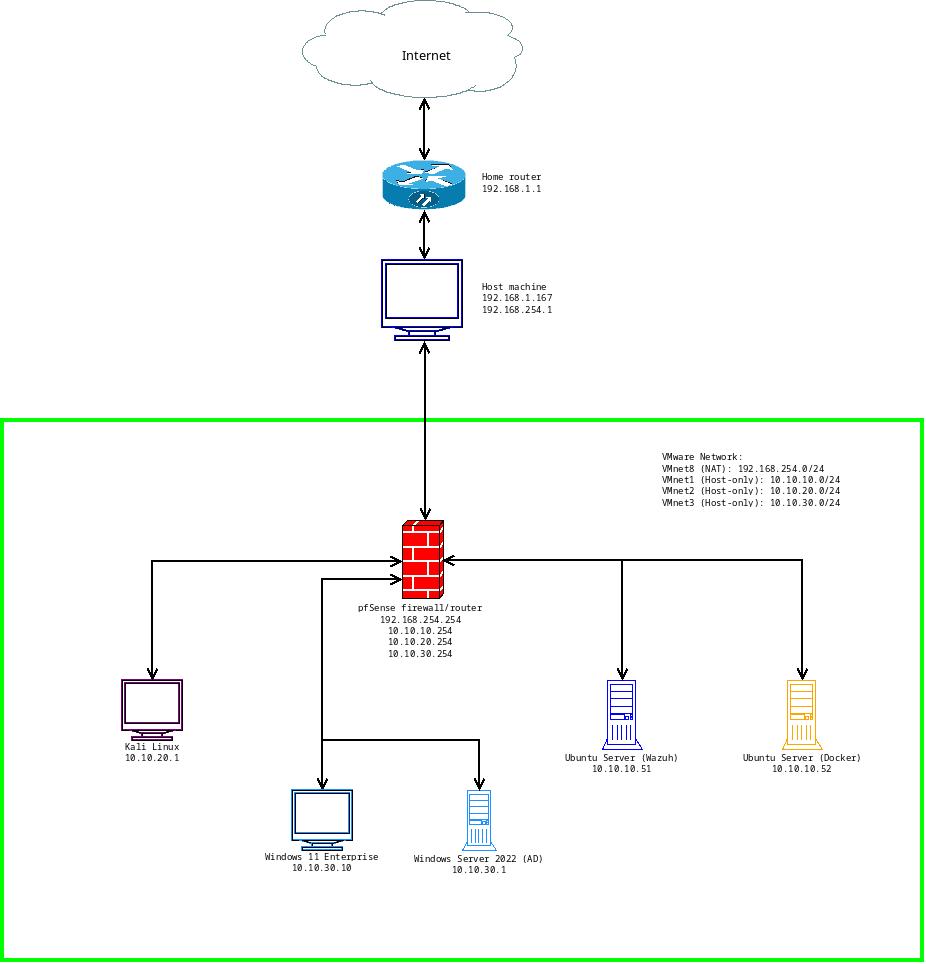 Internet
Home router
192.168.1.1
Host machine
192.168.1.167
192.168.254.1
VMware Network:
VMnet8 (NAT): 192.168.254.0/24
VMnet1 (Host-only): 10.10.10.0/24
VMnet2 (Host-only): 10.10.20.0/24
VMnet3 (Host-only): 10.10.30.0/24
pfSense firewall/router
192.168.254.254
10.10.10.254
10.10.20.254
10.10.30.254
Kali Linux
10.10.20.1
Ubuntu Server (Wazuh)
10.10.10.51
Ubuntu Server (Docker)
10.10.10.52
Windows 11 Enterprise
10.10.30.10
Windows Server 2022 (AD)
10.10.30.1